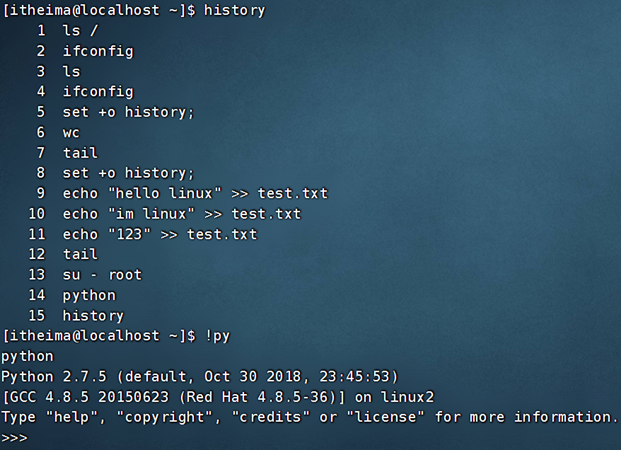 [itheima@localhost ~]$ history
    1  ls /
    2  ifconfig
    3  ls
    4  ifconfig
    5  set +o history;
    6  wc
    7  tail
    8  set +o history;
    9  echo "hello linux" >> test.txt
   10  echo "im linux" >> test.txt
   11  echo "123" >> test.txt
   12  tail
   13  su - root
   14  python
   15  history
[itheima@localhost ~]$ !py
python
Python 2.7.5 (default, Oct 30 2018, 23:45:53)
[GCC 4.8.5 20150623 (Red Hat 4.8.5-36)] on linux2
Type "help", "copyright", "credits" or "license" for more information.
>>>